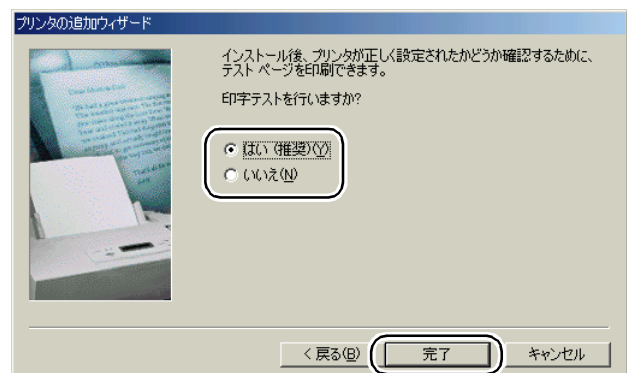 プリンタの追加ウィザード
インストール後、プリンタが正しく設定されたかどうか確認するために、
テスト ページを印刷できます。
印字テストを行いますか?
はい (推奨)(Y)
いいえ(N)
< 戻る(B)
完了
キャンセル